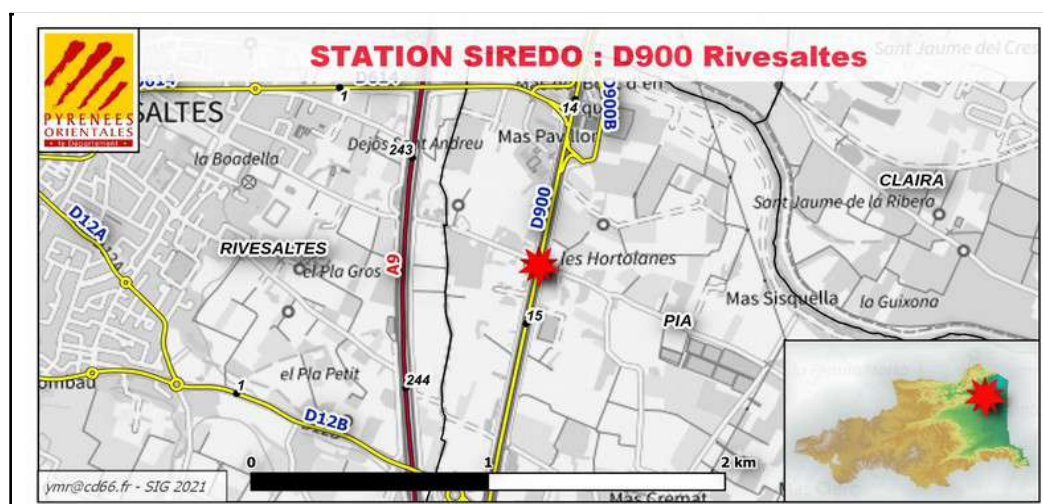 STATION SIREDO : D900 Rivesaltes
Sant Jaume del Cres
PYRENEES
ORIENTALES
le Département
D614
D614
1
14
D900B
SALTES
Mas Pavillon
la Boadella
Dejòs Sant Andreu
243
CLAIRA
Sant Jaume de la Ribera
D12A
D900
RIVESALTES
el Pla Gros
A9
les Hortolanes
Mas Sisquella
la Guixona
15
PIA
el Pla Petit
244
1
ombau
D12B
0
1
2 km
ymr@cd66.fr - SIG 2021
Mas Cremat